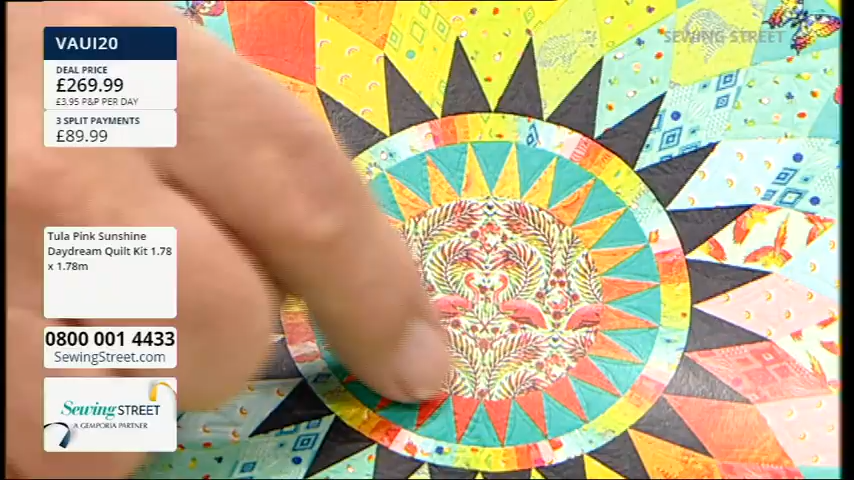 VAUI20
DEAL PRICE
£269.99
£3.95 P&P PER DAY
3 SPLIT PAYMENTS
£89.99
Tula Pink Sunshine
Daydream Quilt Kit 1.78
x 1.78m
0800 001 4433
SewingStreet.com
Sewing STREET
A GEMPORIA PARTNER
SEWING STREET